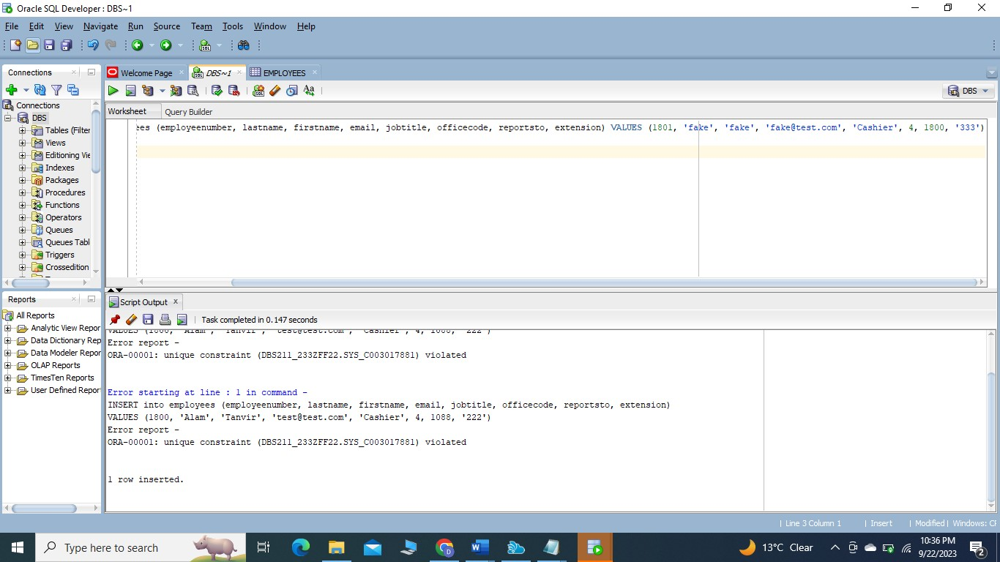 Oracle SQL Developer : DBS~1
File Edit View Navigate Run Source Team Tools Window Help
Connections
Welcome Page
DBS~1
EMPLOYEES
DBS
Connections
DBS
Tables (Filter
Views
Editioning Vie
Indexes
Packages
Procedures
Functions
Operators
Queues
Queues Tabl
Triggers
Crossedition
Worksheet Query Builder
ees (employeenumber, lastname, firstname, email, jobtitle, officecode, reportsto, extension) VALUES (1801, 'fake', 'fake', 'fake@test.com', 'Cashier', 4, 1800, '333')
Reports
All Reports
Analytic View Repor
Data Dictionary Rep
Data Modeler Repor
OLAP Reports
TimesTen Reports
User Defined Report
Script Output
Task completed in 0.147 seconds
VALUES (1800, 'Alam', 'Tanvir', 'test@test.com', 'Cashier', 4, 1088, '222')
Error report -
ORA-00001: unique constraint (DBS211_233ZFF22.SYS_C003017881) violated
Error starting at line : 1 in command -
INSERT into employees (employeenumber, lastname, firstname, email, jobtitle, officecode, reportsto, extension)
VALUES (1800, 'Alam', 'Tanvir', 'test@test.com', 'Cashier', 4, 1088, '222')
Error report -
ORA-00001: unique constraint (DBS211_233ZFF22.SYS_C003017881) violated
1 row inserted.
Line 3 Column 1 | Insert | Modified | Windows: CF
Type here to search
13°C Clear
10:36 PM
9/22/2023
2